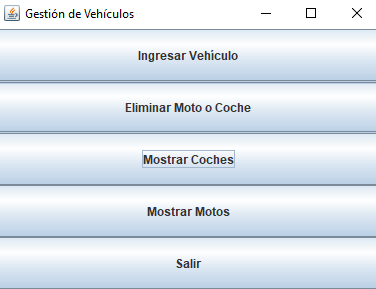 Gestión de Vehículos
Ingresar Vehículo
Eliminar Moto o Coche
Mostrar Coches
Mostrar Motos
Salir